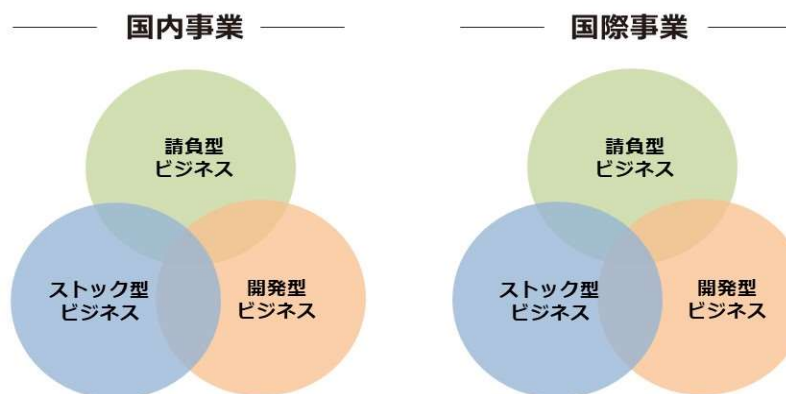 国内事業
請負型
ビジネス
ストック型
ビジネス
開発型
ビジネス
国際事業
請負型
ビジネス
ストック型
ビジネス
開発型
ビジネス